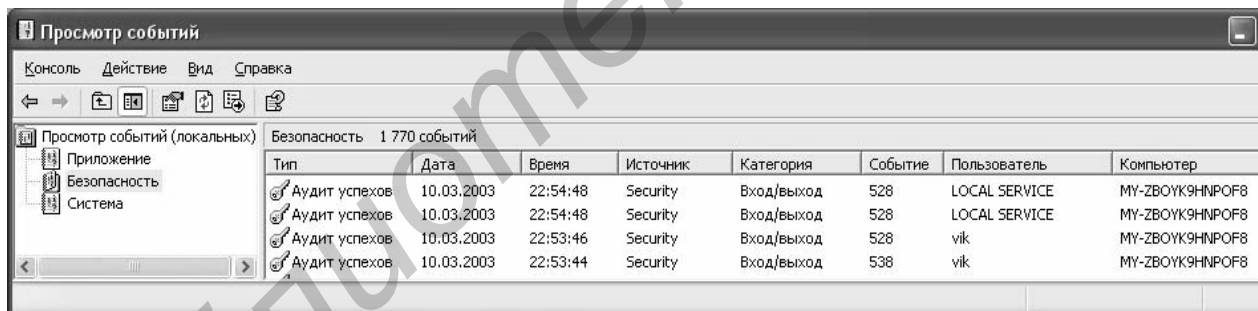 Просмотр событий
Консоль Действие Вид Справка
Просмотр событий (локальных)
Приложение
Безопасность
Система
Безопасность 1 770 событий
Тип Дата Время Источник Категория Событие Пользователь Компьютер
Аудит успехов 10.03.2003 22:54:48 Security Вход/выход 528 LOCAL SERVICE MY-ZBOYK9HNPOF8
Аудит успехов 10.03.2003 22:54:48 Security Вход/выход 528 LOCAL SERVICE MY-ZBOYK9HNPOF8
Аудит успехов 10.03.2003 22:53:46 Security Вход/выход 528 vik MY-ZBOYK9HNPOF8
Аудит успехов 10.03.2003 22:53:44 Security Вход/выход 538 vik MY-ZBOYK9HNPOF8